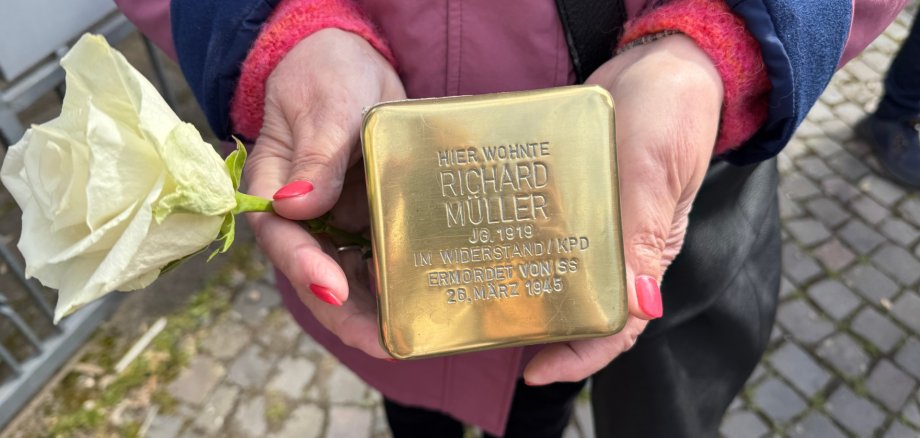 HIER WOHNTE
RICHARD
MÜLLER
JG. 1919
IM WIDERSTAND / KPD
ERMORDET VON SS
26. MÄRZ 1945